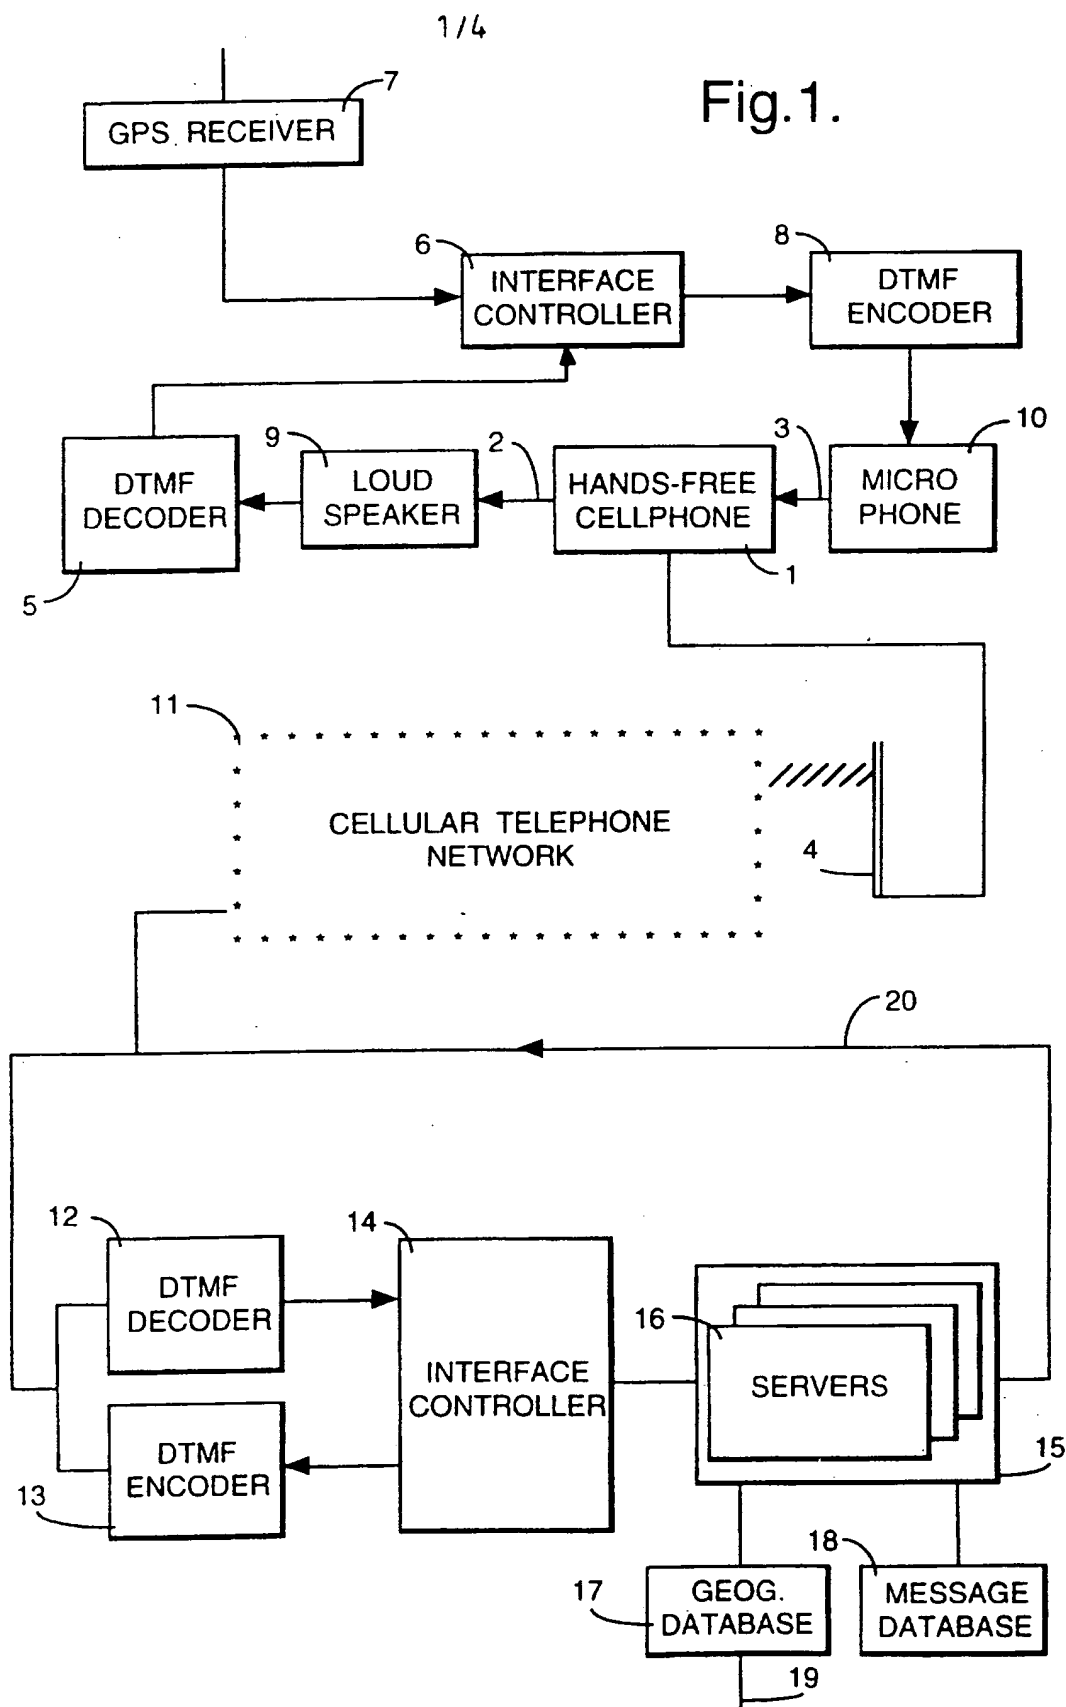 1/4
Fig.1.
7
GPS. RECEIVER
6
INTERFACE
CONTROLLER
8
DTMF
ENCODER
5
DTMF
DECODER
9
LOUD
SPEAKER
2
HANDS-FREE
CELLPHONE
1
3
10
MICRO
PHONE
11
CELLULAR TELEPHONE
NETWORK
4
20
12
DTMF
DECODER
14
INTERFACE
CONTROLLER
16
SERVERS
15
13
DTMF
ENCODER
17
GEOG.
DATABASE
18
MESSAGE
DATABASE
19